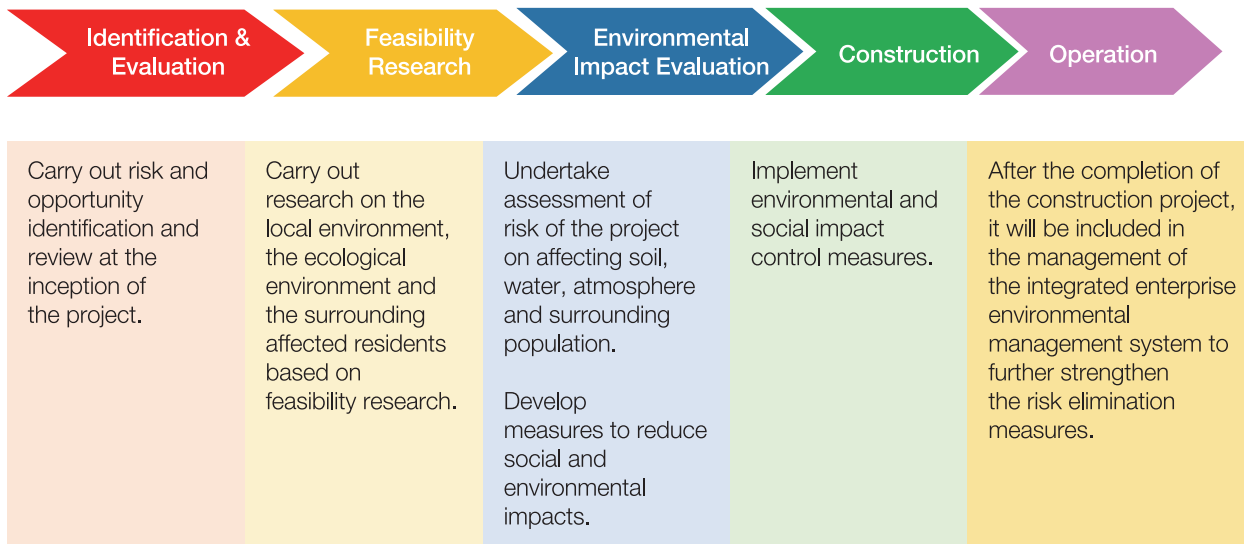 Identification &
Evaluation
Feasibility
Research
Environmental
Impact Evaluation
Construction
Operation
Carry out risk and
opportunity
identification and
review at the
inception of
the project.
Carry out
research on the
local environment,
the ecological
environment and
the surrounding
affected residents
based on
feasibility research.
Undertake
assessment of
risk of the project
on affecting soil,
water, atmosphere
and surrounding
population.
Develop
measures to reduce
social and
environmental
impacts.
Implement
environmental and
social impact
control measures.
After the completion of
the construction project,
it will be included in
the management of
the integrated enterprise
environmental
management system to
further strengthen
the risk elimination
measures.